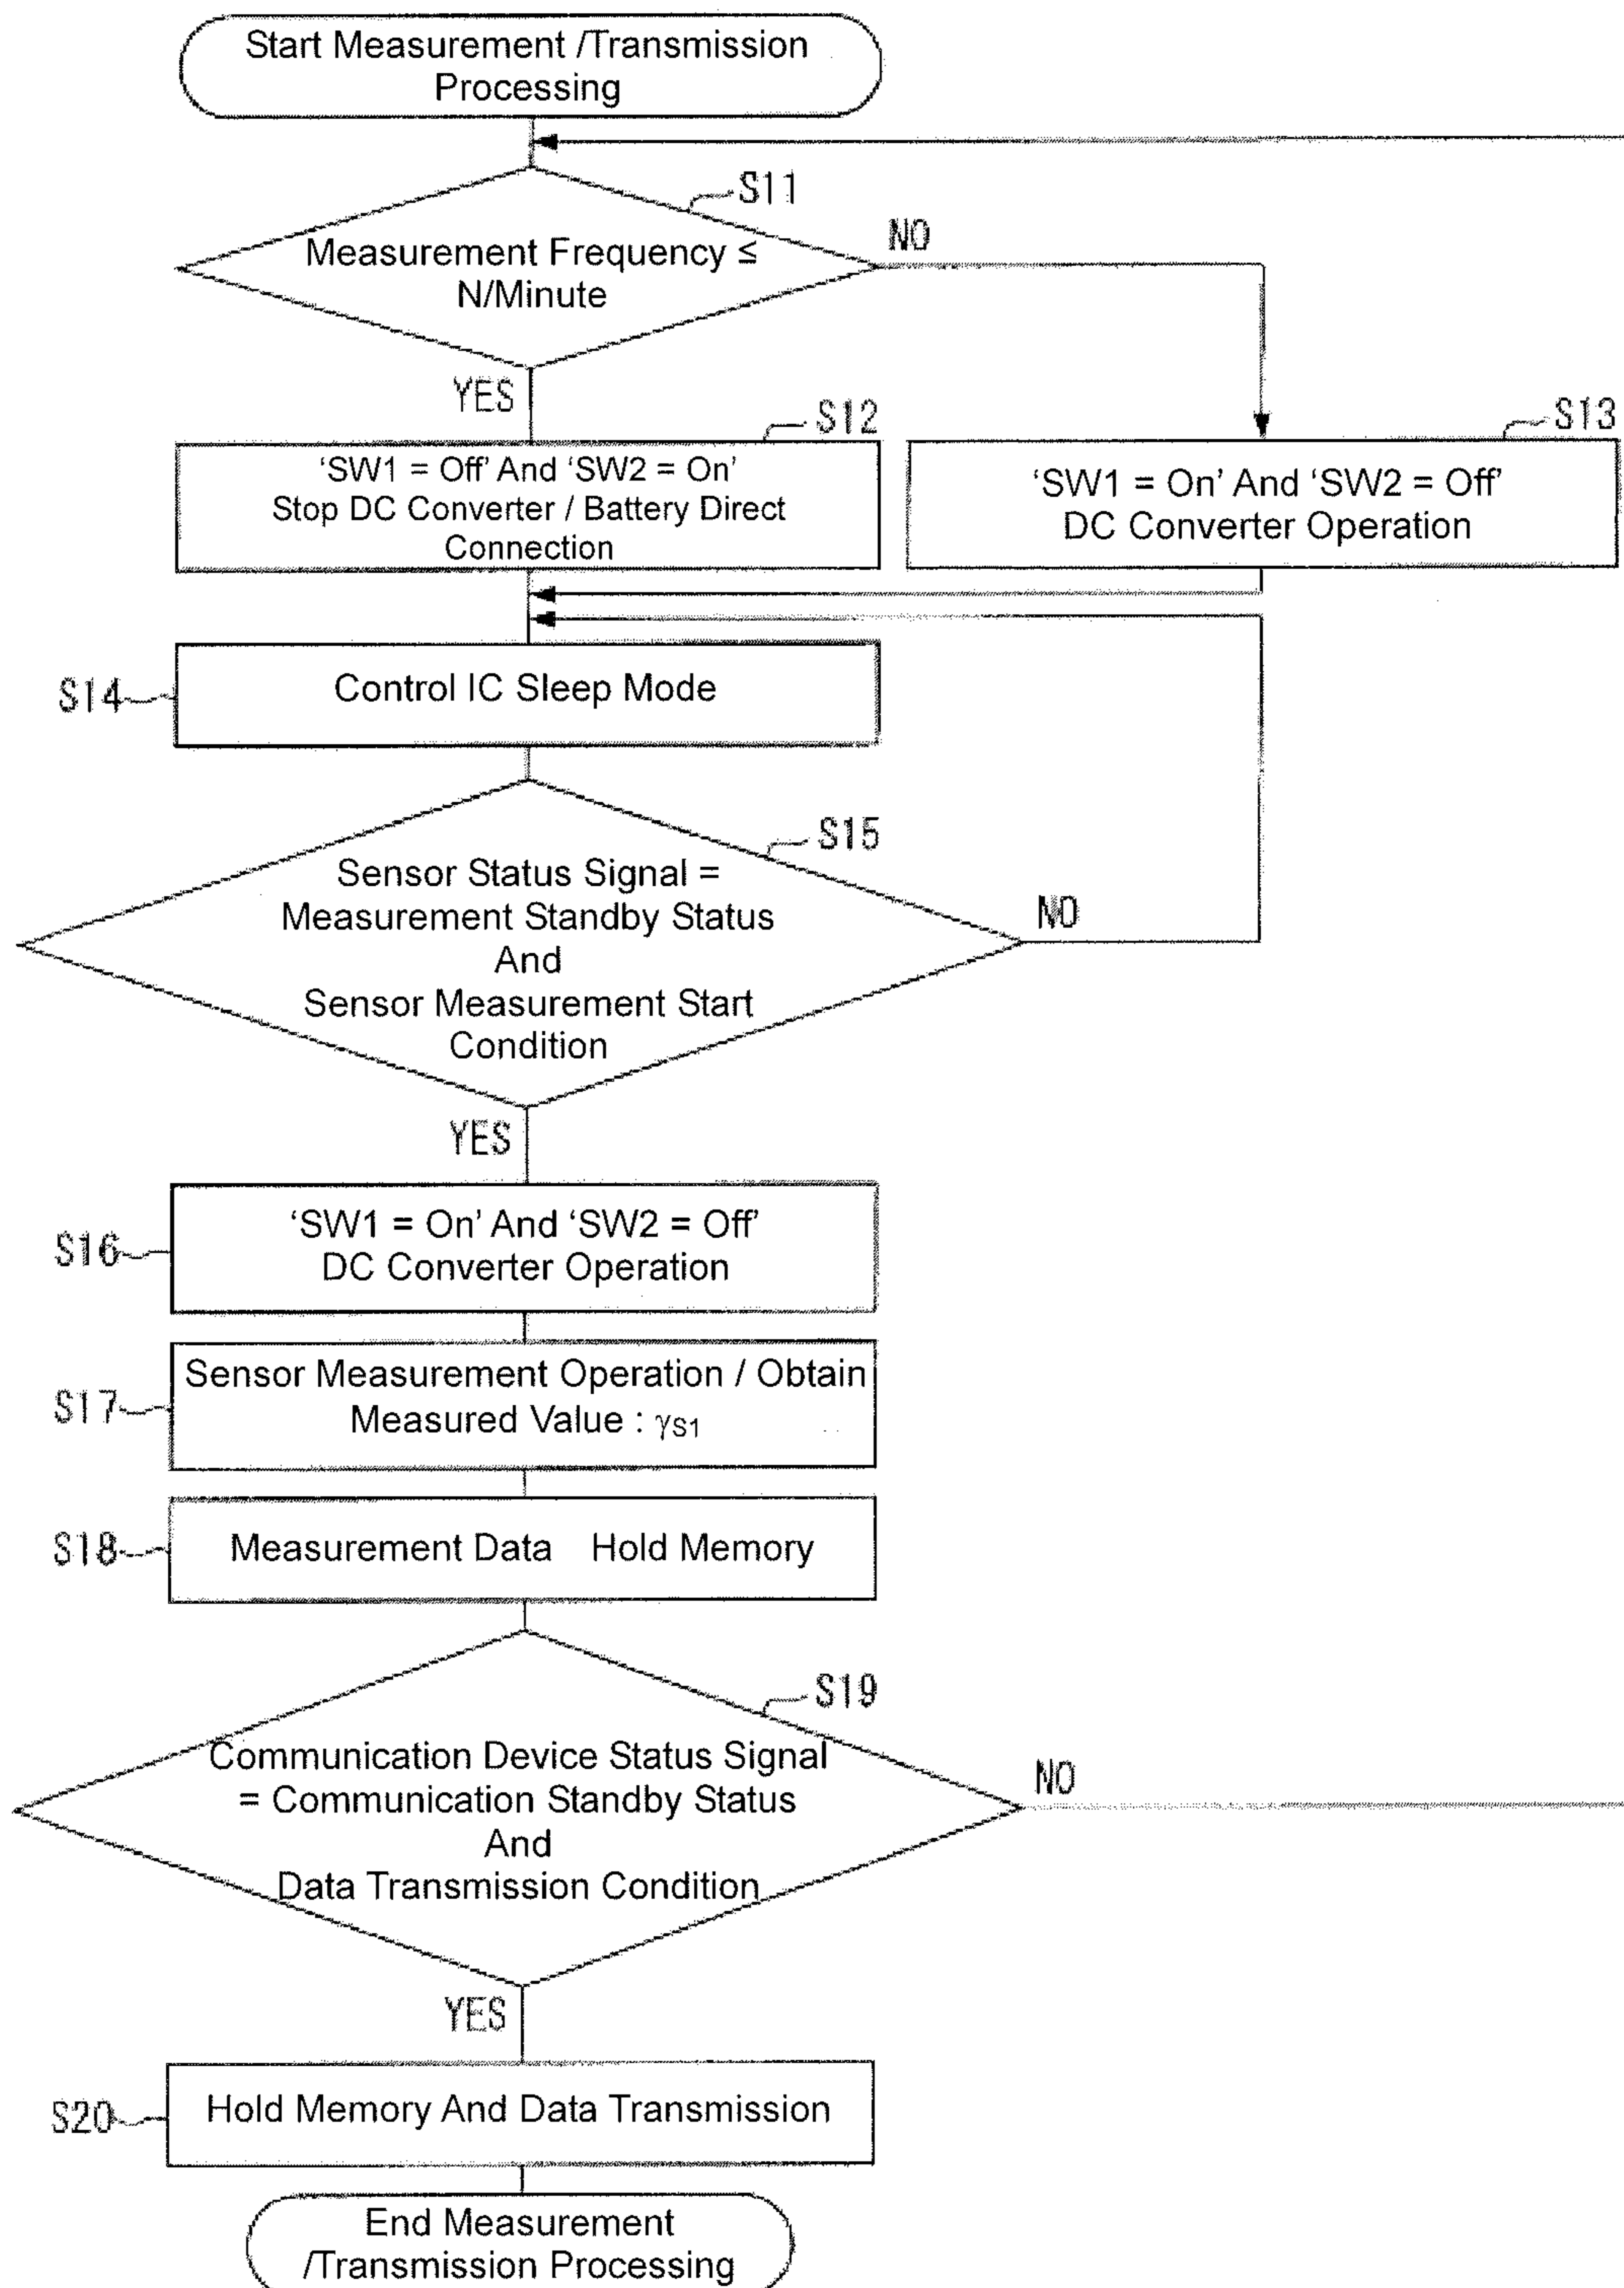 Start Measurement /Transmission
Processing
S11
Measurement Frequency ≤
N/Minute
NO
YES
S12
'SW1 = Off' And 'SW2 = On'
Stop DC Converter / Battery Direct
Connection
S13
'SW1 = On' And 'SW2 = Off'
DC Converter Operation
S14
Control IC Sleep Mode
S15
Sensor Status Signal =
Measurement Standby Status
And
Sensor Measurement Start
Condition
NO
YES
S16
'SW1 = On' And 'SW2 = Off'
DC Converter Operation
S17
Sensor Measurement Operation / Obtain
Measured Value : γS1
S18
Measurement Data Hold Memory
S19
Communication Device Status Signal
= Communication Standby Status
And
Data Transmission Condition
NO
YES
S20
Hold Memory And Data Transmission
End Measurement
/Transmission Processing